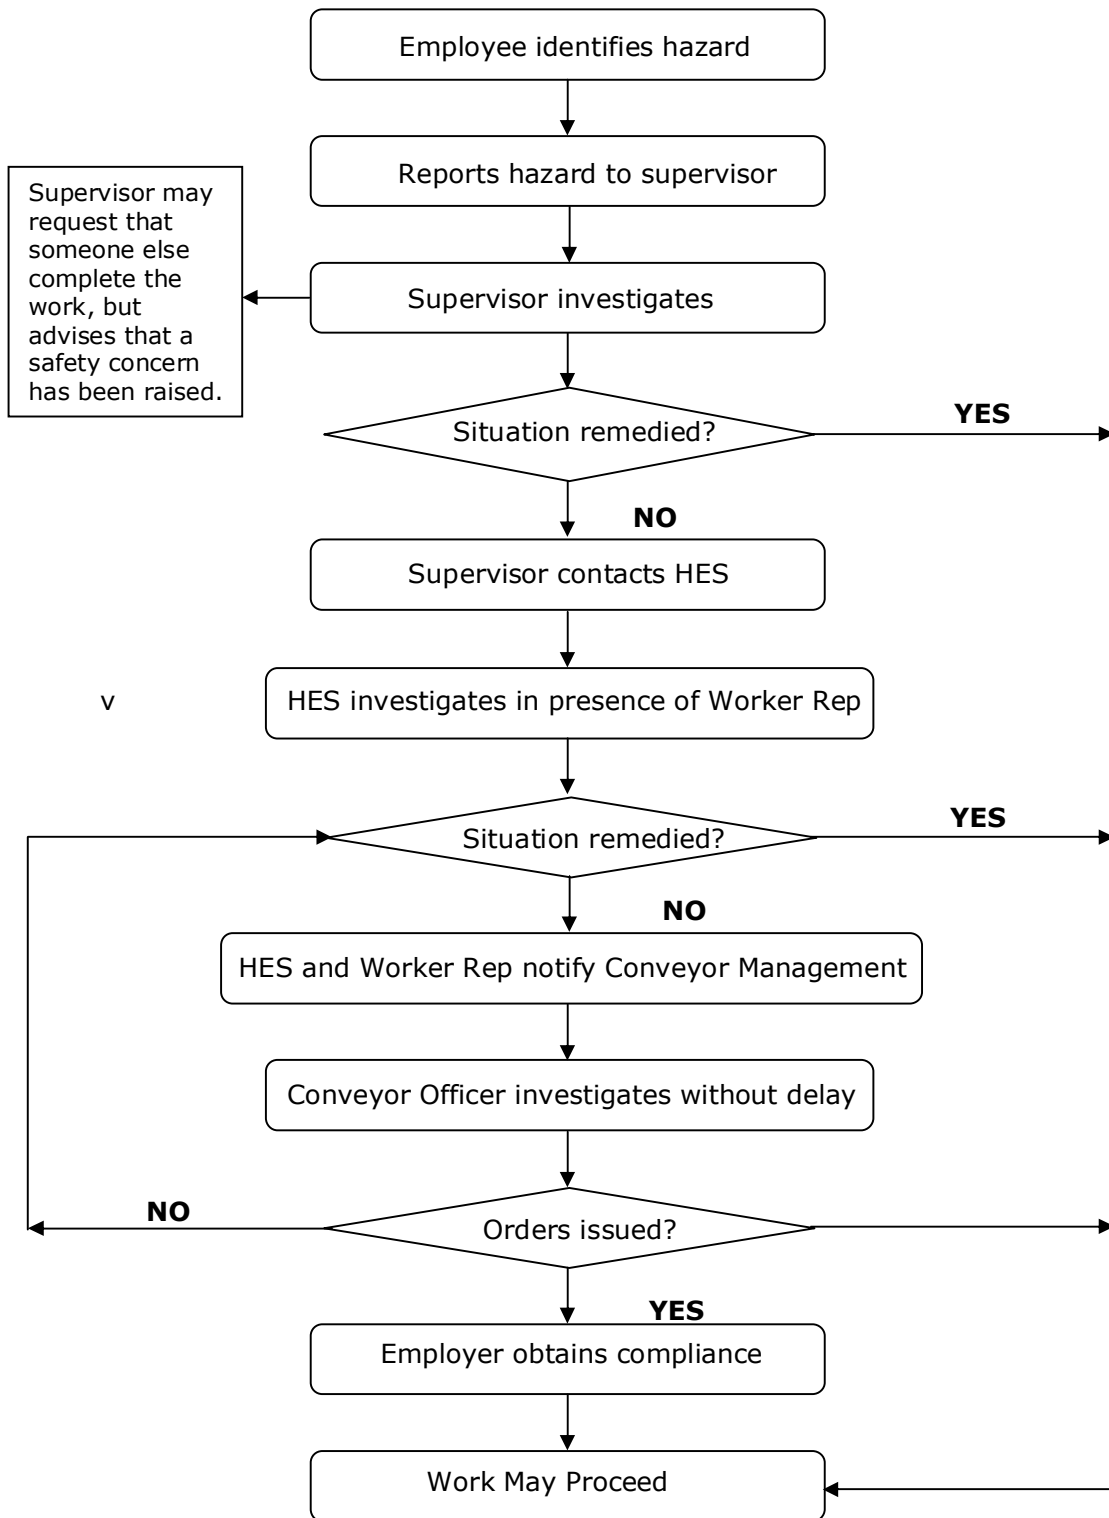 Employee identifies hazard
Reports hazard to supervisor
Supervisor may
request that
someone else
complete the
work, but
advises that a
safety concern
has been raised.
Supervisor investigates
Situation remedied?
YES
NO
Supervisor contacts HES
v
HES investigates in presence of Worker Rep
Situation remedied?
YES
NO
HES and Worker Rep notify Conveyor Management
Conveyor Officer investigates without delay
NO
Orders issued?
YES
Employer obtains compliance
Work May Proceed